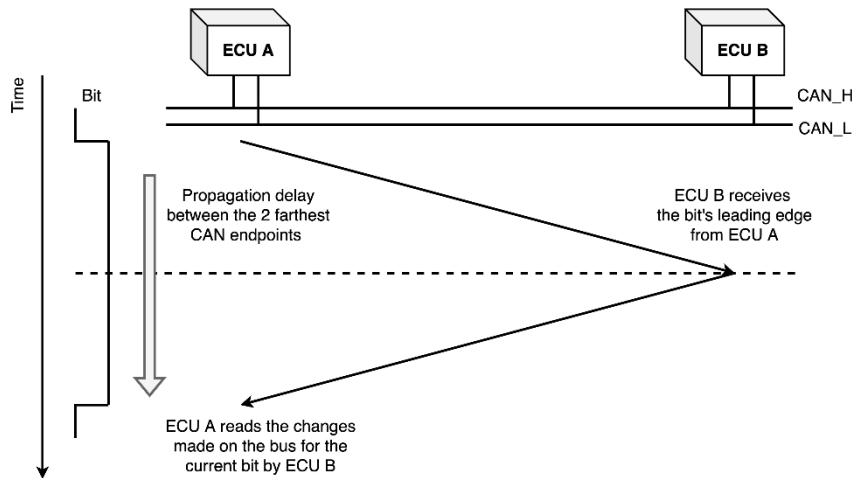 ECU A
ECU B
Time
Bit
CAN_H
CAN_L
Propagation delay
between the 2 farthest
CAN endpoints
ECU B receives
the bit's leading edge
from ECU A
ECU A reads the changes
made on the bus for the
current bit by ECU B